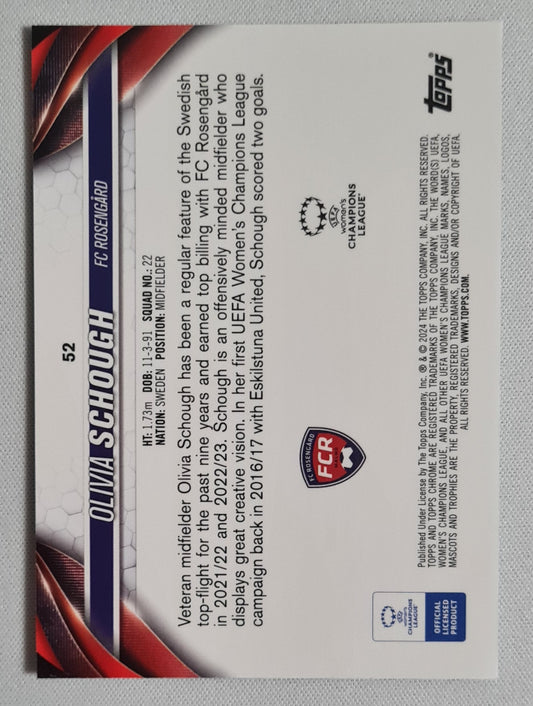 52
OLIVIA SCHOUGH
FC ROSENGÅRD
HT: 1.73m DOB: 11-3-91 SQUAD NO.: 22
NATION: SWEDEN POSITION: MIDFIELDER
Veteran midfielder Olivia Schough has been a regular feature of the Swedish
top-flight for the past nine years and earned top billing with FC Rosengård
in 2021/22 and 2022/23. Schough is an offensively minded midfielder who
displays great creative vision. In her first UEFA Women's Champions League
campaign back in 2016/17 with Eskilstuna United, Schough scored two goals.
FC ROSENGÅRD
FCR
UEFA
women's
CHAMPIONS
LEAGUE
UEFA
women's
CHAMPIONS
LEAGUE
OFFICIAL
LICENSED
PRODUCT
Published Under License by The Topps Company, Inc. ® & © 2024 THE TOPPS COMPANY, INC. ALL RIGHTS RESERVED.
TOPPS AND TOPPS CHROME ARE REGISTERED TRADEMARKS OF THE TOPPS COMPANY, INC. THE WORD(S) UEFA,
WOMEN'S CHAMPIONS LEAGUE, AND ALL OTHER UEFA WOMEN'S CHAMPIONS LEAGUE MARKS, NAMES, LOGOS,
MASCOTS AND TROPHIES ARE THE PROPERTY, REGISTERED TRADEMARKS, DESIGNS AND/OR COPYRIGHT OF UEFA.
ALL RIGHTS RESERVED. WWW.TOPPS.COM.
topps®